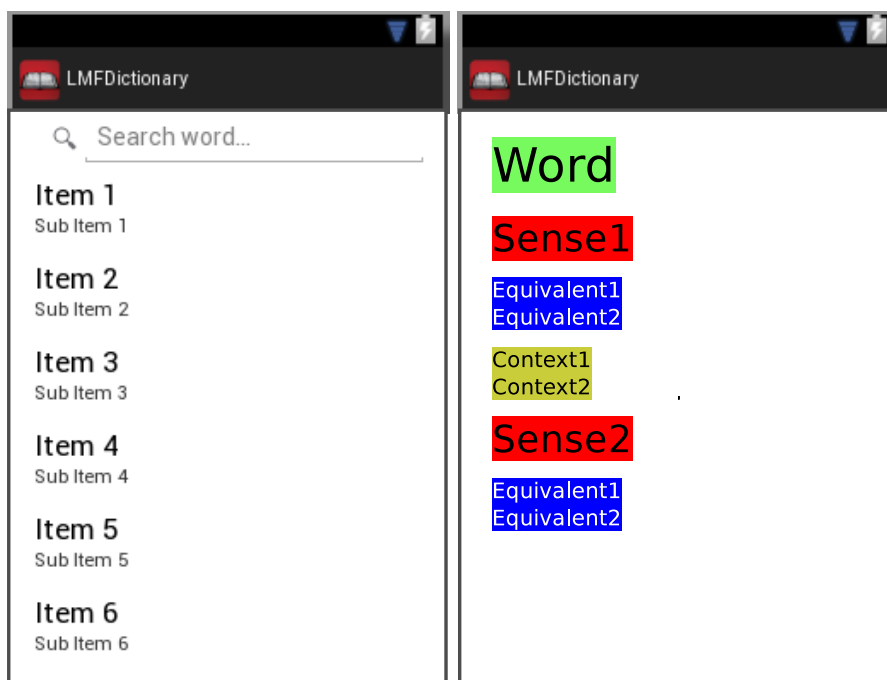 LMFDictionary
Search word...
Item 1
Sub Item 1
Item 2
Sub Item 2
Item 3
Sub Item 3
Item 4
Sub Item 4
Item 5
Sub Item 5
Item 6
Sub Item 6
LMFDictionary
Word
Sense1
Equivalent1
Equivalent2
Context1
Context2
Sense2
Equivalent1
Equivalent2